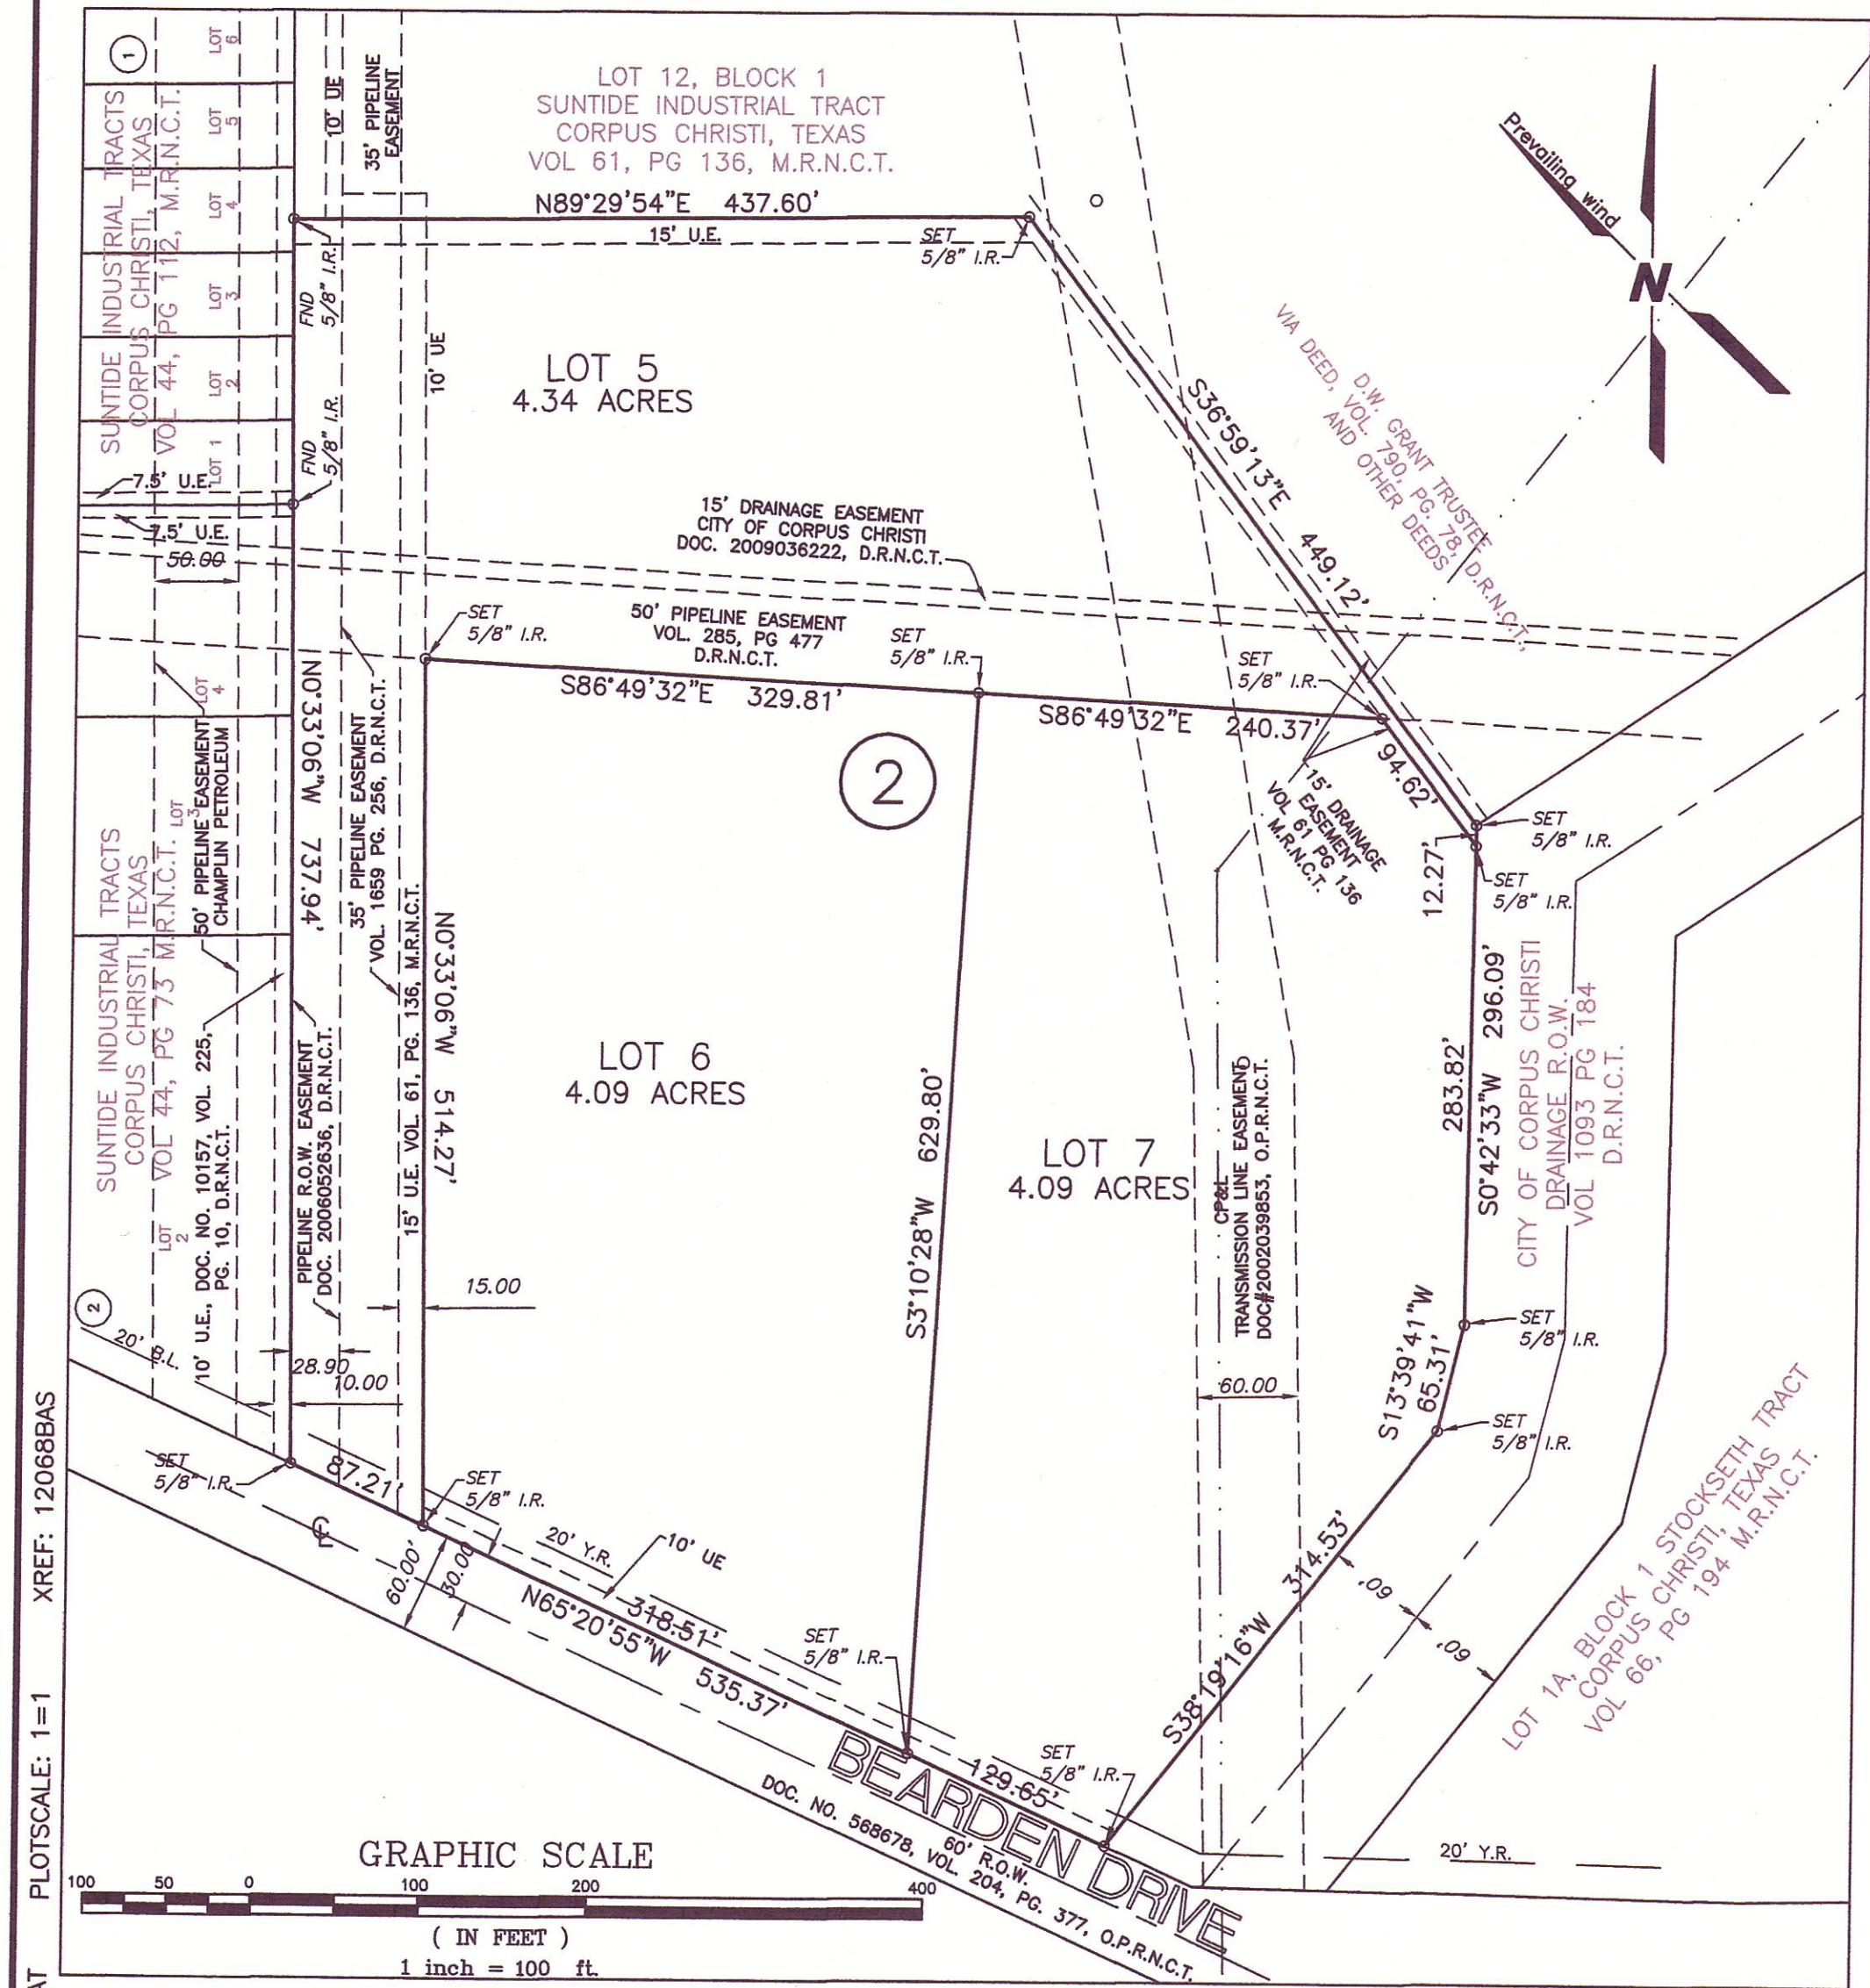 LOT 12, BLOCK 1
SUNTIDE INDUSTRIAL TRACT
CORPUS CHRISTI, TEXAS
VOL 61, PG 136, M.R.N.C.T.
1
LOT 6
LOT 5
LOT 4
LOT 3
LOT 2
LOT 1
SUNTIDE INDUSTRIAL TRACTS
CORPUS CHRISTI, TEXAS
VOL 44, PG 112, M.R.N.C.T.
10' UE
35' PIPELINE
EASEMENT
Prevailing wind
N
N89°29'54"E 437.60'
15' U.E.
SET
5/8" I.R.
FND
5/8" I.R.
FND
5/8" I.R.
10' UE
LOT 5
4.34 ACRES
S36°59'13"E 449.12'
D.W. GRANT TRUSTEE
VIA DEED, VOL. 790, PG. 78, D.R.N.C.T.,
AND OTHER DEEDS
7.5' U.E.
7.5' U.E.
50.00
15' DRAINAGE EASEMENT
CITY OF CORPUS CHRISTI
DOC. 2009036222, D.R.N.C.T.
SET
5/8" I.R.
50' PIPELINE EASEMENT
VOL. 285, PG 477
D.R.N.C.T.
SET
5/8" I.R.
SET
5/8" I.R.
S86°49'32"E 329.81'
S86°49'32"E 240.37'
94.62'
15' DRAINAGE
EASEMENT
VOL 61 PG 136
M.R.N.C.T.
2
SET
5/8" I.R.
12.27'
SET
5/8" I.R.
N0°33'06"W 737.94'
35' PIPELINE EASEMENT
VOL. 1659 PG. 256, D.R.N.C.T.
15' U.E. VOL. 61, PG. 136, M.R.N.C.T.
N0°33'06"W 514.27'
LOT 4
LOT 3
LOT 2
50' PIPELINE EASEMENT
CHAMPLIN PETROLEUM
SUNTIDE INDUSTRIAL TRACTS
CORPUS CHRISTI, TEXAS
VOL 44, PG 73 M.R.N.C.T.
10' U.E., DOC. NO. 10157, VOL. 225,
PG. 10, D.R.N.C.T.
PIPELINE R.O.W. EASEMENT
DOC. 2006052636, D.R.N.C.T.
LOT 6
4.09 ACRES
S3°10'28"W 629.80'
LOT 7
4.09 ACRES
CP&L
TRANSMISSION LINE EASEMENT
DOC#2002039853, O.P.R.N.C.T.
283.82'
S0°42'33"W 296.09'
CITY OF CORPUS CHRISTI
DRAINAGE R.O.W.
VOL 1093 PG 184
D.R.N.C.T.
15.00
2
20' B.L.
28.90
10.00
60.00
SET
5/8" I.R.
S13°39'41"W
65.31'
SET
5/8" I.R.
SET
5/8" I.R.
87.21'
SET
5/8" I.R.
20' Y.R.
10' UE
60.00'
30.00
318.51'
N65°20'55"W 535.37'
SET
5/8" I.R.
S38°19'16"W 314.53'
60'
60'
LOT 1A, BLOCK 1 STOCKSETH TRACT
CORPUS CHRISTI, TEXAS
VOL 66, PG 194 M.R.N.C.T.
129.65'
SET
5/8" I.R.
BEARDEN DRIVE
60' R.O.W.
DOC. NO. 568678, VOL. 204, PG. 377, O.P.R.N.C.T.
20' Y.R.
GRAPHIC SCALE
100 50 0 100 200 400
( IN FEET )
1 inch = 100 ft.
PLOTSCALE: 1=1 XREF: 12068BAS
AT